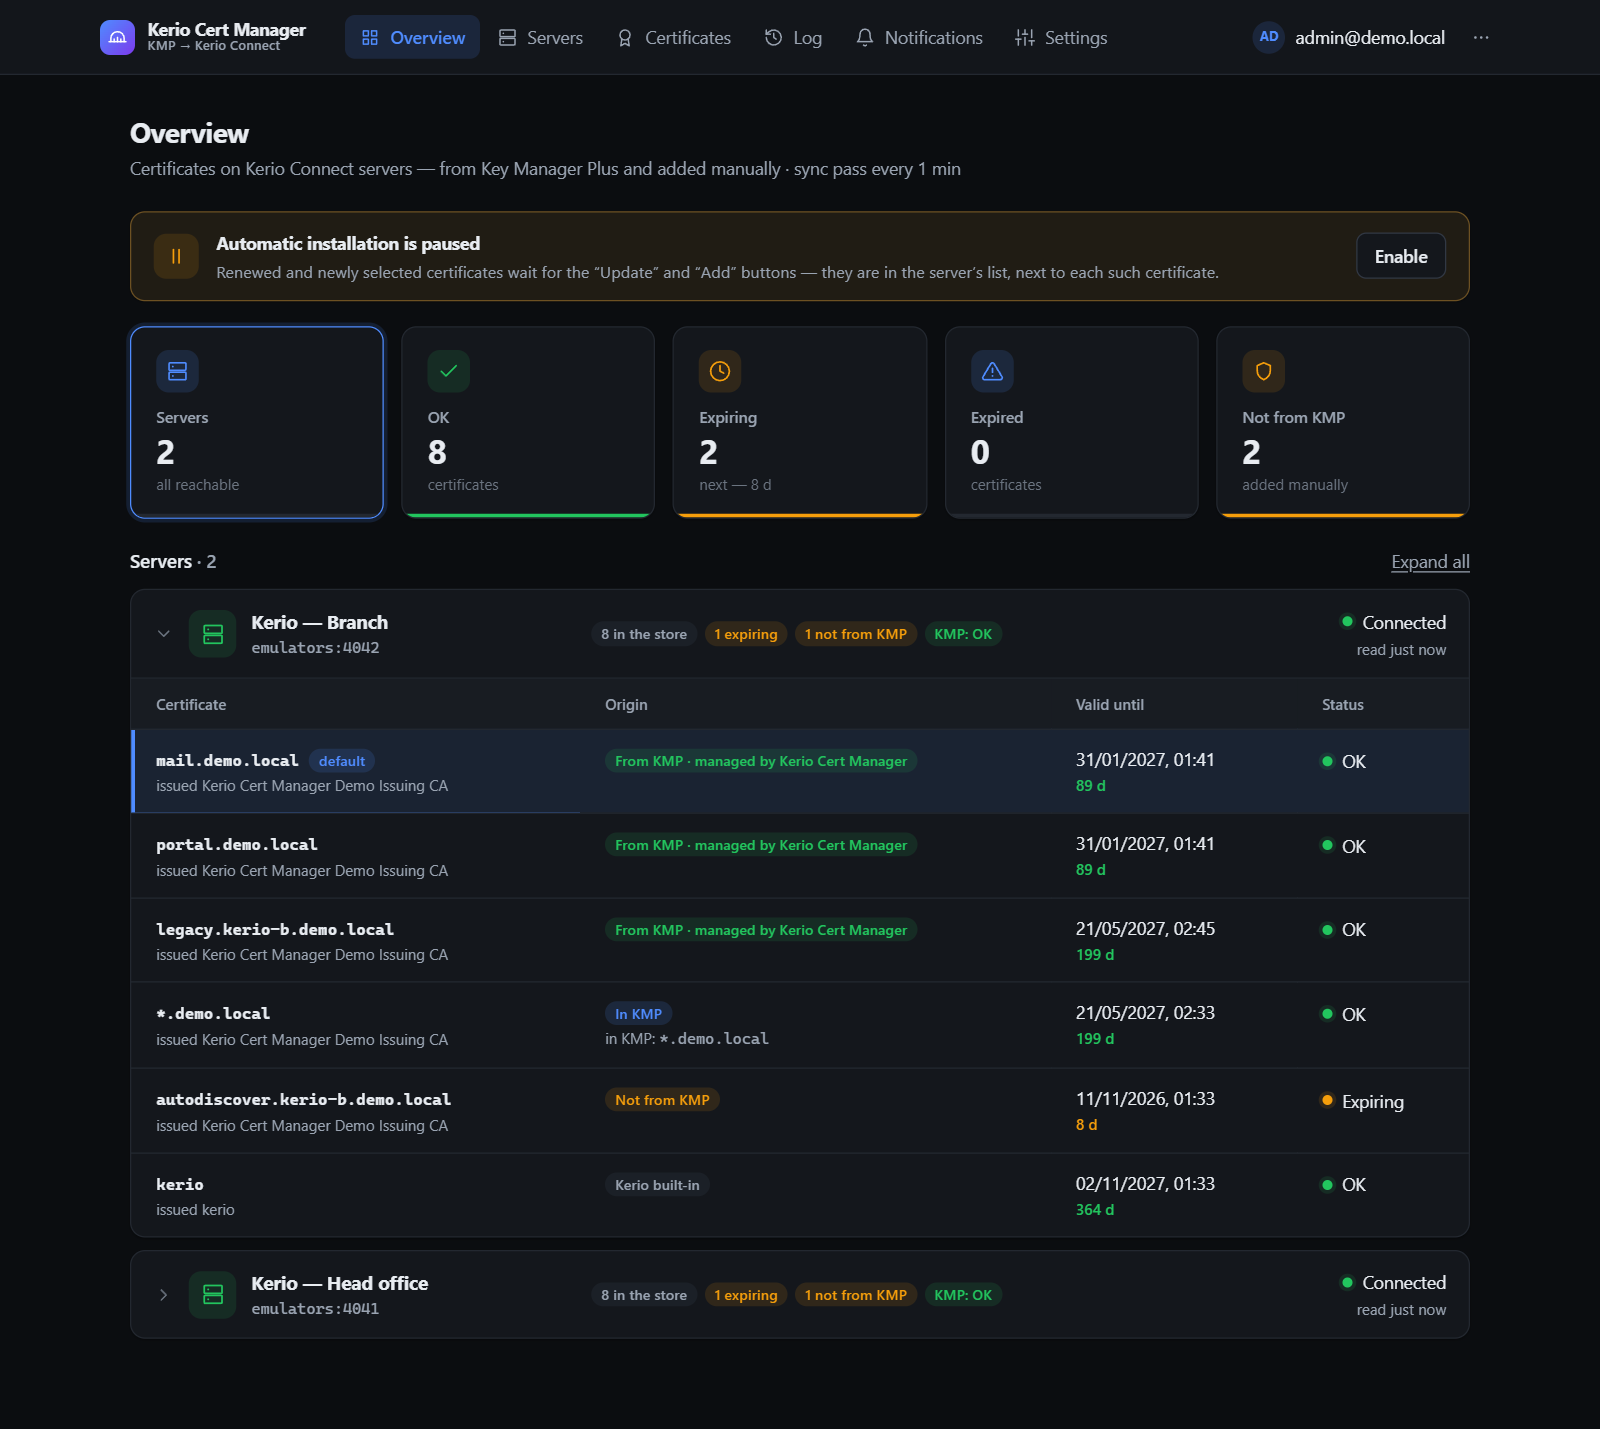 Kerio Cert Manager
KMP → Kerio Connect
Overview
Servers
Certificates
Log
Notifications
Settings
AD
admin@demo.local
···
Overview
Certificates on Kerio Connect servers — from Key Manager Plus and added manually · sync pass every 1 min
Automatic installation is paused
Renewed and newly selected certificates wait for the “Update” and “Add” buttons — they are in the server’s list, next to each such certificate.
Enable
Servers
2
all reachable
OK
8
certificates
Expiring
2
next — 8 d
Expired
0
certificates
Not from KMP
2
added manually
Servers · 2
Expand all
Kerio — Branch
emulators:4042
8 in the store
1 expiring
1 not from KMP
KMP: OK
Connected
read just now
Certificate
Origin
Valid until
Status
mail.demo.local default
issued Kerio Cert Manager Demo Issuing CA
From KMP · managed by Kerio Cert Manager
31/01/2027, 01:41
89 d
OK
portal.demo.local
issued Kerio Cert Manager Demo Issuing CA
From KMP · managed by Kerio Cert Manager
31/01/2027, 01:41
89 d
OK
legacy.kerio-b.demo.local
issued Kerio Cert Manager Demo Issuing CA
From KMP · managed by Kerio Cert Manager
21/05/2027, 02:45
199 d
OK
*.demo.local
issued Kerio Cert Manager Demo Issuing CA
In KMP
in KMP: *.demo.local
21/05/2027, 02:33
199 d
OK
autodiscover.kerio-b.demo.local
issued Kerio Cert Manager Demo Issuing CA
Not from KMP
11/11/2026, 01:33
8 d
Expiring
kerio
issued kerio
Kerio built-in
02/11/2027, 01:33
364 d
OK
Kerio — Head office
emulators:4041
8 in the store
1 expiring
1 not from KMP
KMP: OK
Connected
read just now